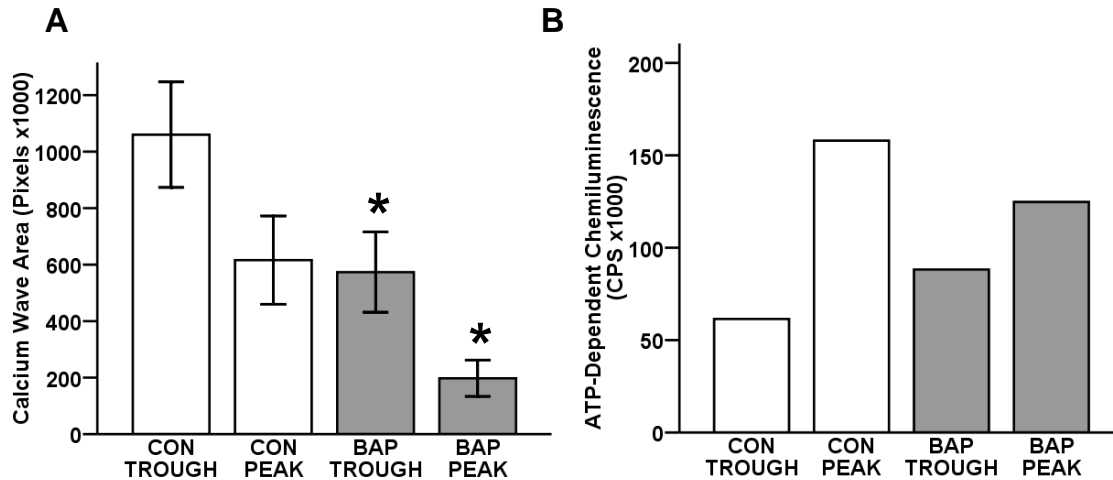 A
Calcium Wave Area (Pixels x1000)
1200
1000
800
600
400
200
0
*
*
CON
TROUGH
CON
PEAK
BAP
TROUGH
BAP
PEAK
B
ATP-Dependent Chemiluminescence
(CPS x1000)
200
150
100
50
0
CON
TROUGH
CON
PEAK
BAP
TROUGH
BAP
PEAK